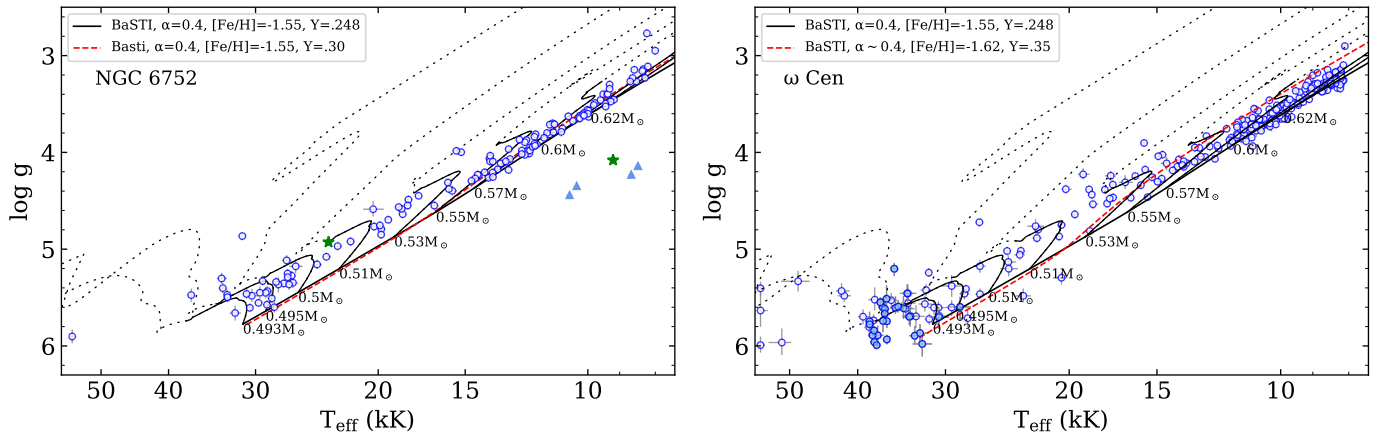 BaSTI, α=0.4, [Fe/H]=-1.55, Y=.248
Basti, α=0.4, [Fe/H]=-1.55, Y=.30
NGC 6752
log g
3
4
5
6
0.62M⊙
0.6M⊙
0.57M⊙
0.55M⊙
0.53M⊙
0.51M⊙
0.5M⊙
0.495M⊙
0.493M⊙
50
30
20
15
10
Teff (kK)
BaSTI, α=0.4, [Fe/H]=-1.55, Y=.248
BaSTI, α~0.4, [Fe/H]=-1.62, Y=.35
ω Cen
log g
3
4
5
6
0.62M⊙
0.6M⊙
0.57M⊙
0.55M⊙
0.53M⊙
0.51M⊙
0.5M⊙
0.495M⊙
0.493M⊙
50
40
30
20
15
10
Teff (kK)